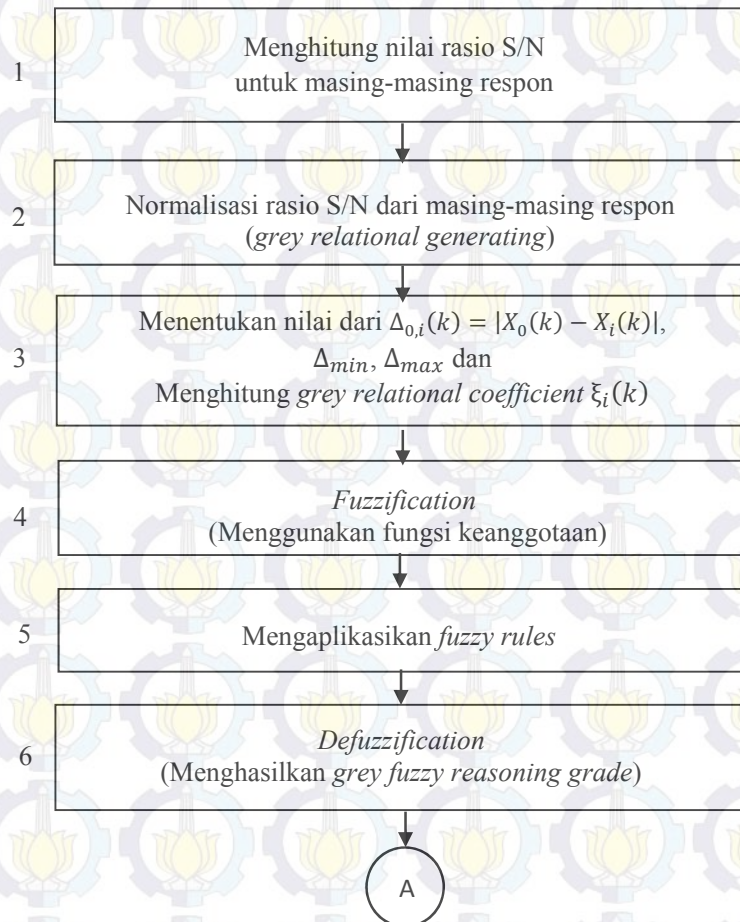 1
Menghitung nilai rasio S/N
untuk masing-masing respon
2
Normalisasi rasio S/N dari masing-masing respon
(grey relational generating)
3
Menentukan nilai dari Δ₀,ᵢ(k) = |X₀(k) − Xᵢ(k)|,
Δₘᵢₙ, Δₘₐₓ dan
Menghitung grey relational coefficient ξᵢ(k)
4
Fuzzification
(Menggunakan fungsi keanggotaan)
5
Mengaplikasikan fuzzy rules
6
Defuzzification
(Menghasilkan grey fuzzy reasoning grade)
A